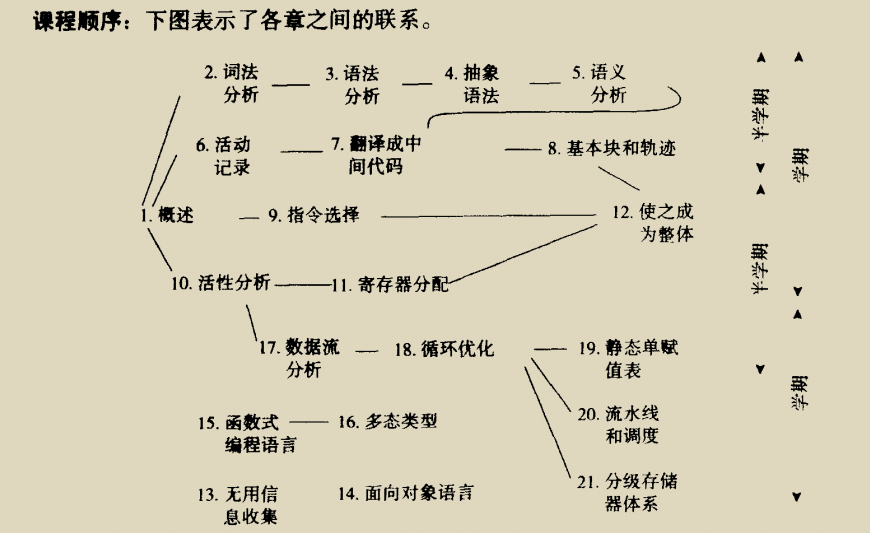 课程顺序：下图表示了各章之间的联系。
2. 词法 3. 语法 4. 抽象 5. 语义
分析 分析 语法 分析
6. 活动 7. 翻译成中 8. 基本块和轨迹
记录 间代码
1. 概述 9. 指令选择 12. 使之成
为整体
10. 活性分析 11. 寄存器分配
17. 数据流 18. 循环优化 19. 静态单赋
分析 值表
15. 函数式 16. 多态类型 20. 流水线
编程语言 和调度
13. 无用信 14. 面向对象语言 21. 分级存储
息收集 器体系
半学期
学期
半学期
学期